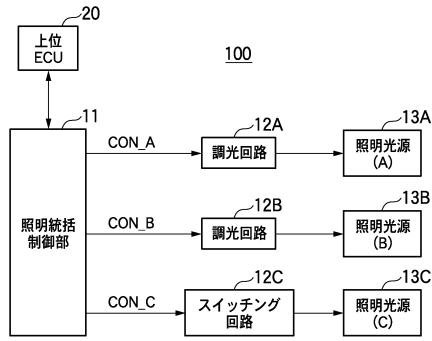 20
上位
ECU
100
11
12A
13A
CON_A
調光回路
照明光源
(A)
12B
13B
照明統括
制御部
CON_B
調光回路
照明光源
(B)
12C
13C
CON_C
スイッチング
回路
照明光源
(C)